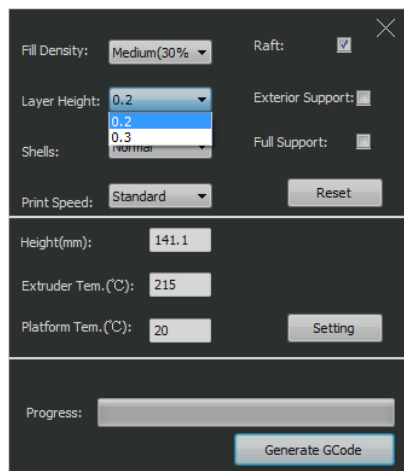 Fill Density: Medium(30% Raft:
Layer Height: 0.2 Exterior Support:
0.2
0.3
Shells: Normal Full Support:
Print Speed: Standard Reset
Height(mm): 141.1
Extruder Tem.(℃): 215
Platform Tem.(℃): 20 Setting
Progress:
Generate GCode